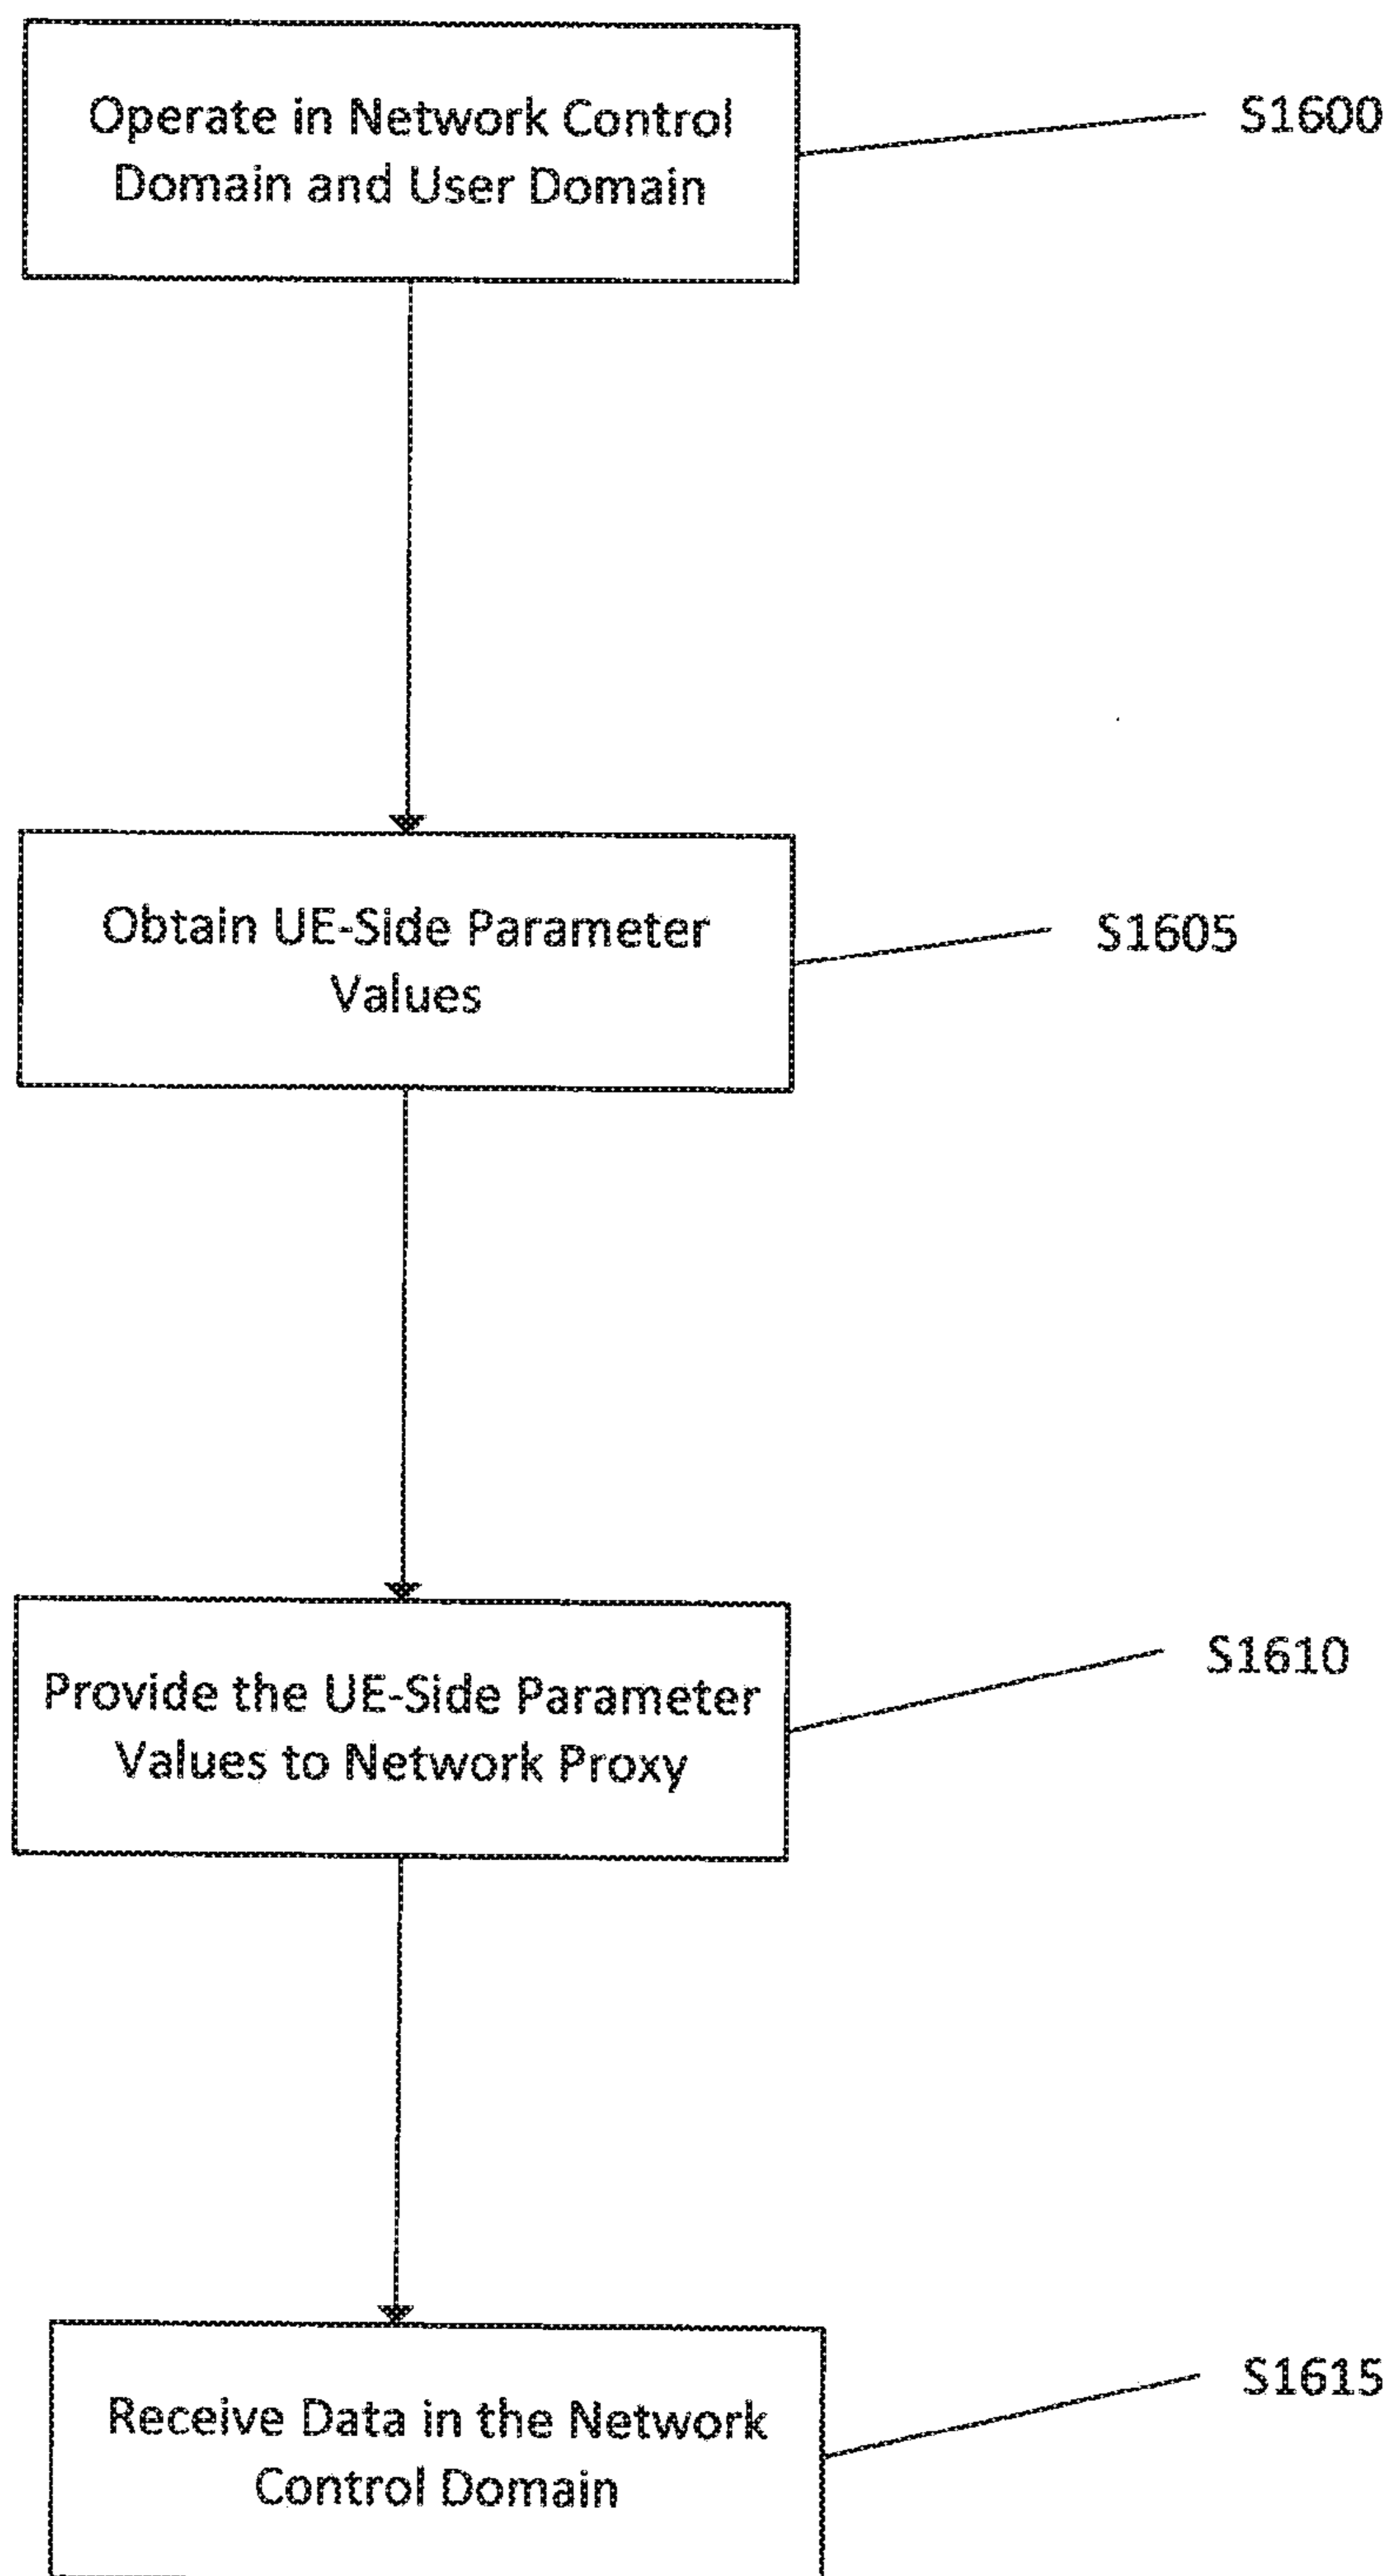 Operate in Network Control
Domain and User Domain
S1600
Obtain UE-Side Parameter
Values
S1605
Provide the UE-Side Parameter
Values to Network Proxy
S1610
Receive Data in the Network
Control Domain
S1615